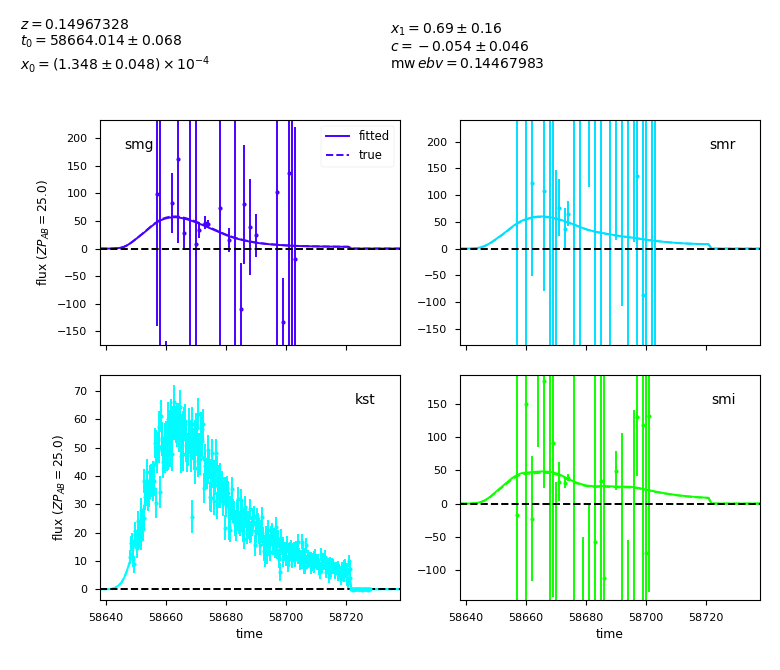 z = 0.14967328
t₀ = 58664.014 ± 0.068
x₀ = (1.348 ± 0.048) × 10⁻⁴
x₁ = 0.69 ± 0.16
c = −0.054 ± 0.046
mw ebv = 0.14467983
smg
fitted
true
200
150
100
50
0
−50
−100
−150
flux (ZP_AB = 25.0)
smr
200
150
100
50
0
−50
−100
−150
kst
70
60
50
40
30
20
10
0
flux (ZP_AB = 25.0)
58640 58660 58680 58700 58720
time
smi
150
100
50
0
−50
−100
58640 58660 58680 58700 58720
time